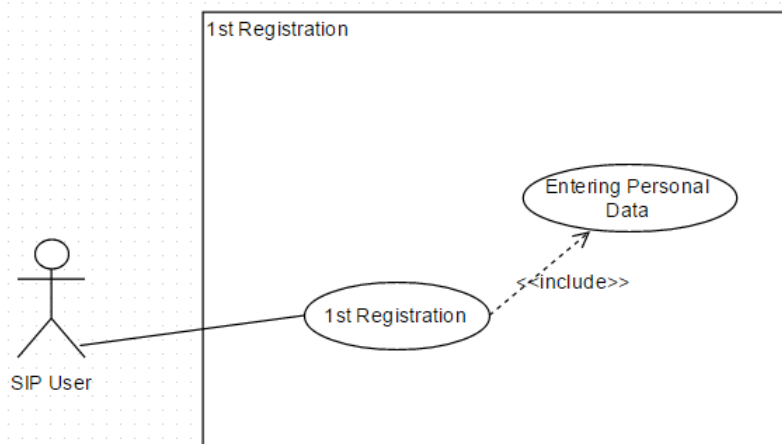 1st Registration
Entering Personal
Data
<<include>>
1st Registration
SIP User